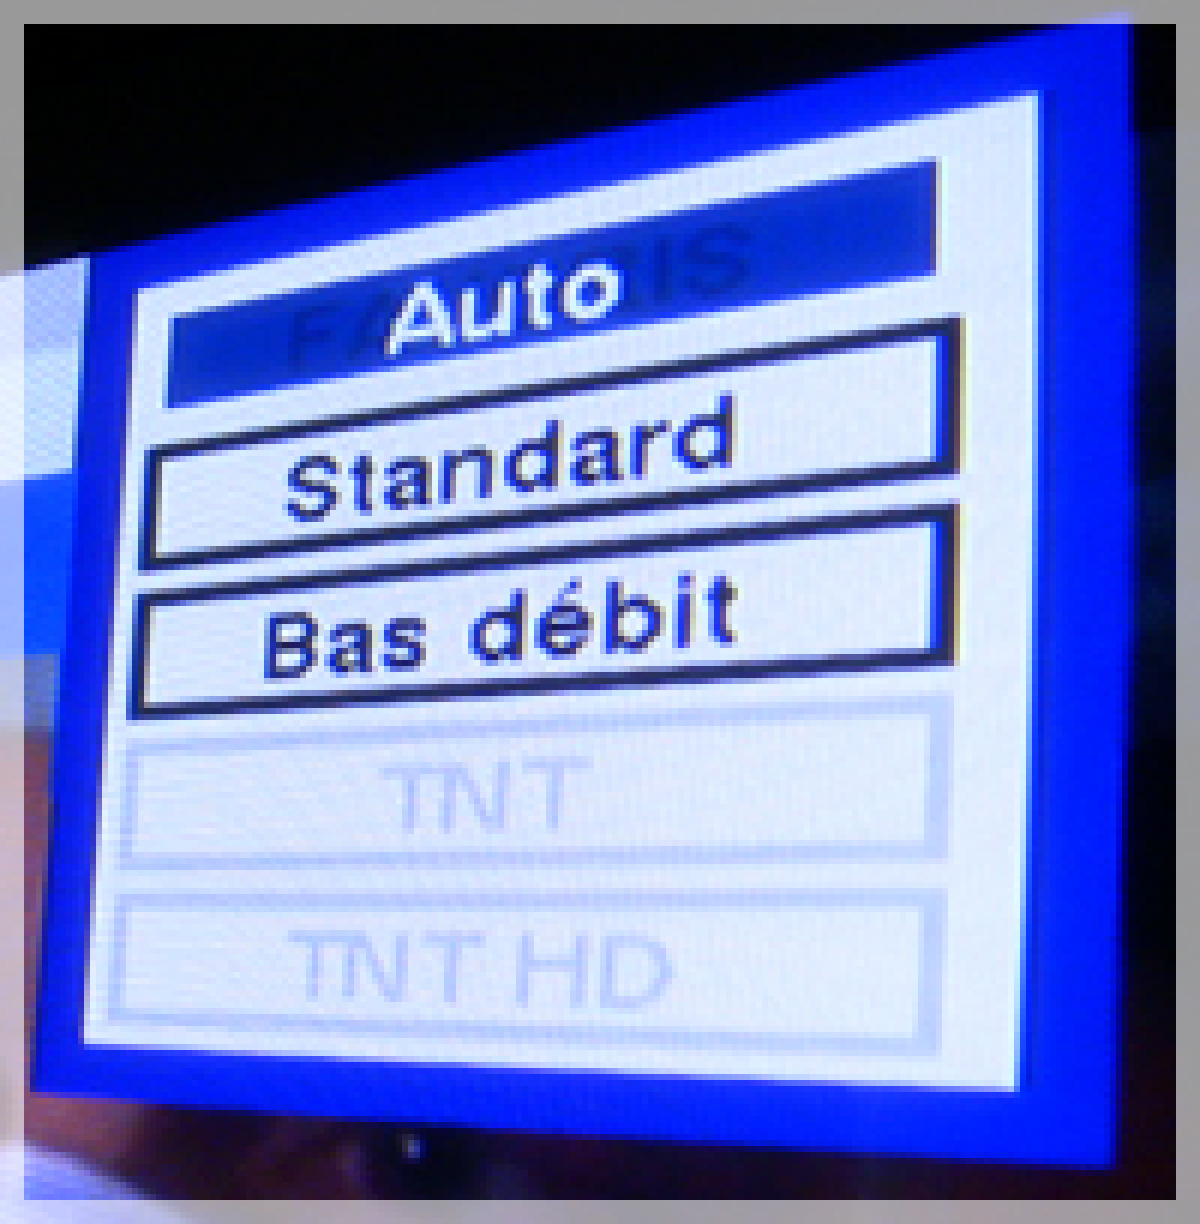 Auto
Standard
Bas débit
TNT
TNT HD